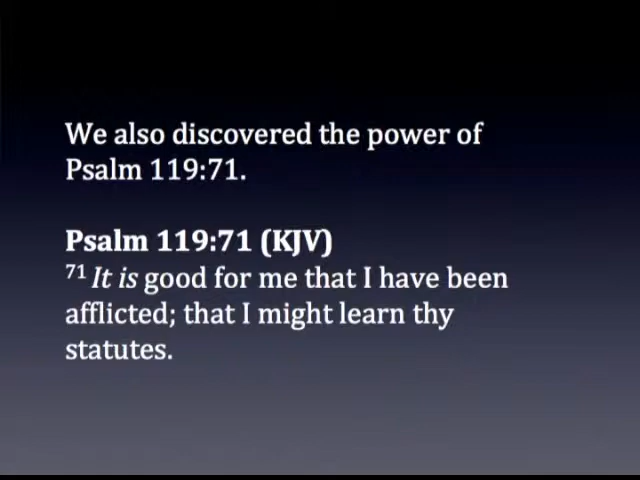 We also discovered the power of
Psalm 119:71.
Psalm 119:71 (KJV)
71 It is good for me that I have been
afflicted; that I might learn thy
statutes.